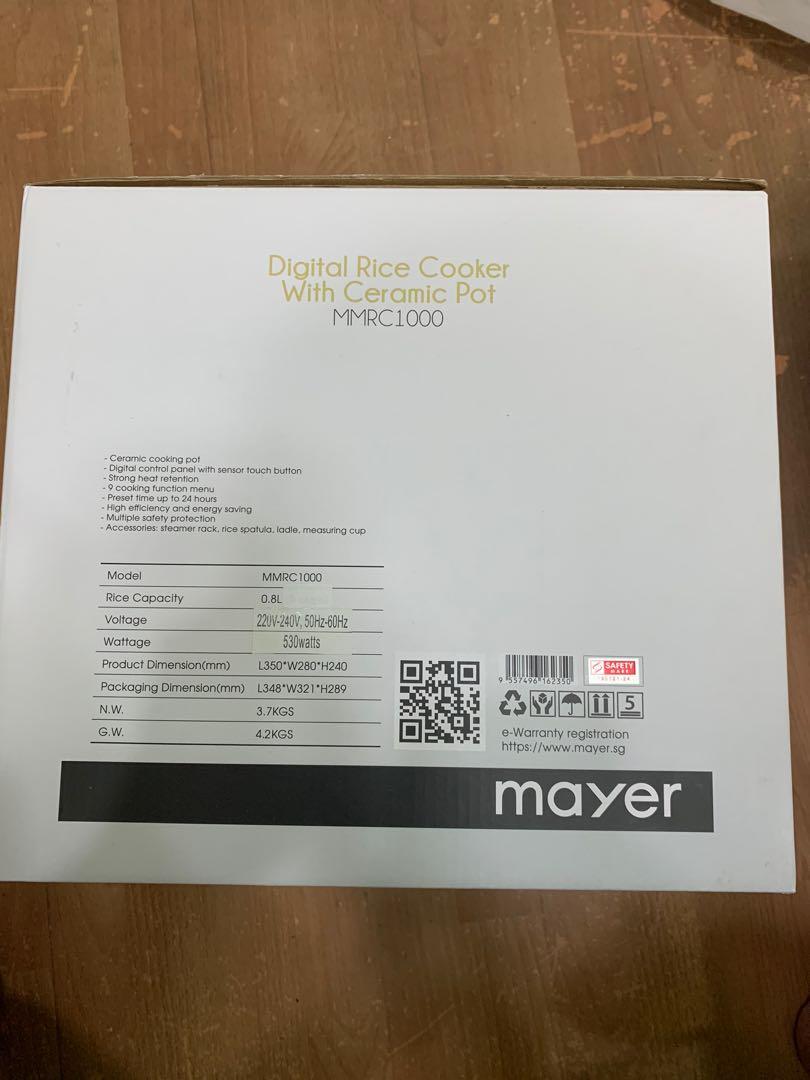 Digital Rice Cooker
With Ceramic Pot
MMRC1000
- Ceramic cooking pot
- Digital control panel with sensor touch button
- Strong heat retention
- 9 cooking function menu
- Preset time up to 24 hours
- High efficiency and energy saving
- Multiple safety protection
- Accessories: steamer rack, rice spatula, ladle, measuring cup
Model MMRC1000
Rice Capacity 0.8L
Voltage 220V-240V, 50Hz-60Hz
Wattage 530watts
Product Dimension(mm) L350*W280*H240
Packaging Dimension(mm) L348*W321*H289
N.W. 3.7KGS
G.W. 4.2KGS
9 557496 162350
SAFETY
MARK
5
e-Warranty registration
https://www.mayer.sg
mayer